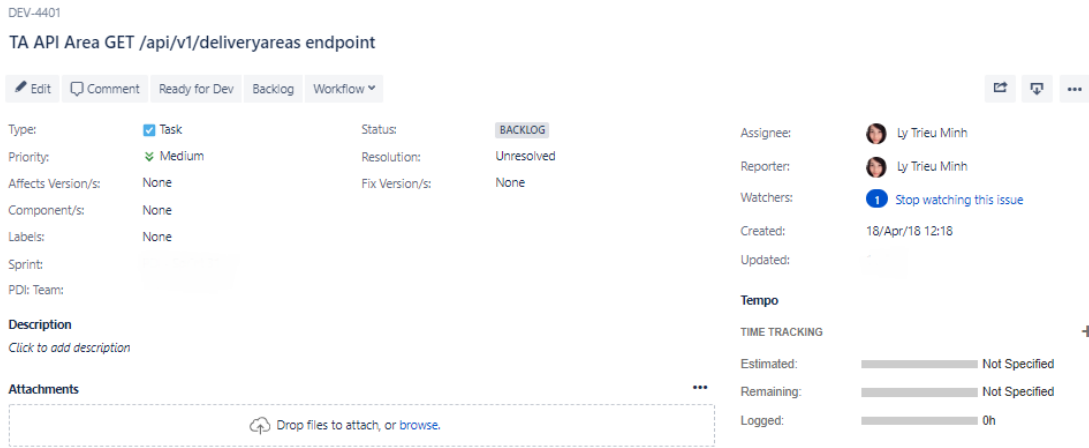 DEV-4401
TA API Area GET /api/v1/deliveryareas endpoint
Edit Comment Ready for Dev Backlog Workflow
Type: Task
Priority: Medium
Affects Version/s: None
Component/s: None
Labels: None
Sprint:
PDI: Team:
Status: BACKLOG
Resolution: Unresolved
Fix Version/s: None
Description
Click to add description
Attachments
Drop files to attach, or browse.
Assignee: Ly Trieu Minh
Reporter: Ly Trieu Minh
Watchers: 1 Stop watching this issue
Created: 18/Apr/18 12:18
Updated:
Tempo
TIME TRACKING
Estimated: Not Specified
Remaining: Not Specified
Logged: 0h